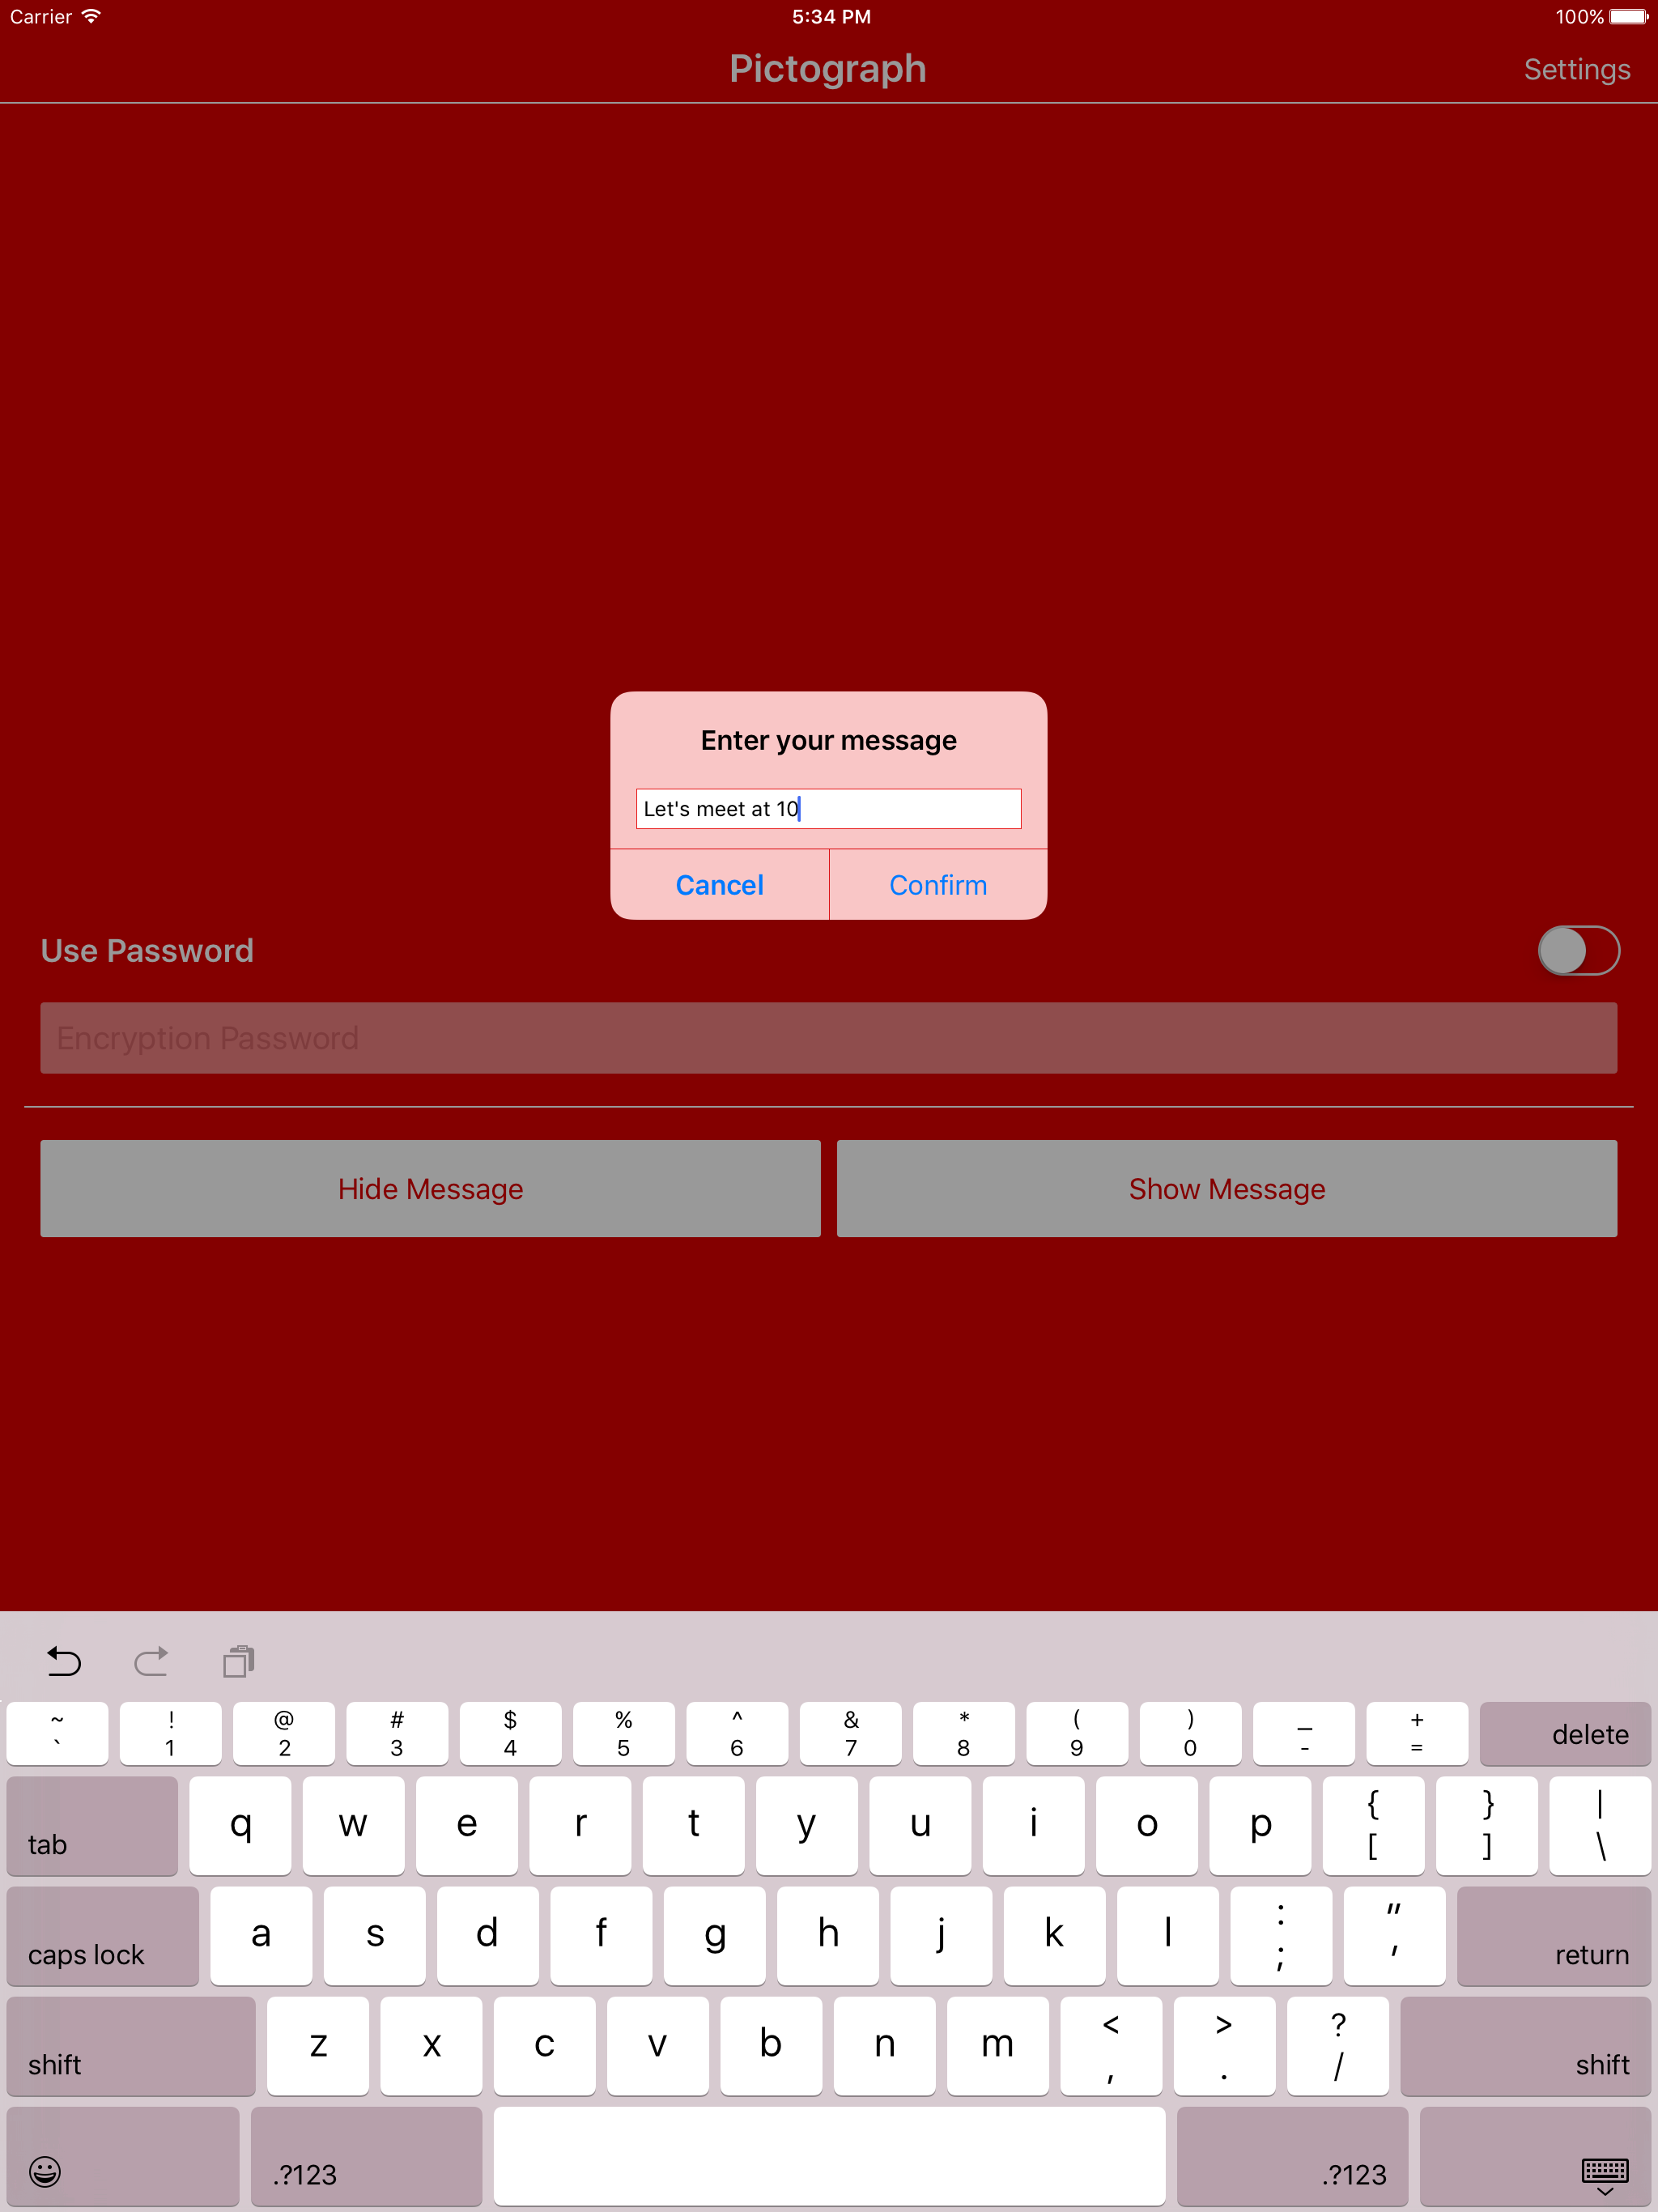 Carrier 5:34 PM 100%
Pictograph Settings
Enter your message
Let's meet at 10
Cancel Confirm
Use Password
Encryption Password
Hide Message Show Message
~ ! @ # $ % ^ & * ( ) _ +
` 1 2 3 4 5 6 7 8 9 0 - = delete
tab q w e r t y u i o p { [ } ] | \
caps lock a s d f g h j k l : ; " ' return
shift z x c v b n m < , > . ? / shift
.?123 .?123